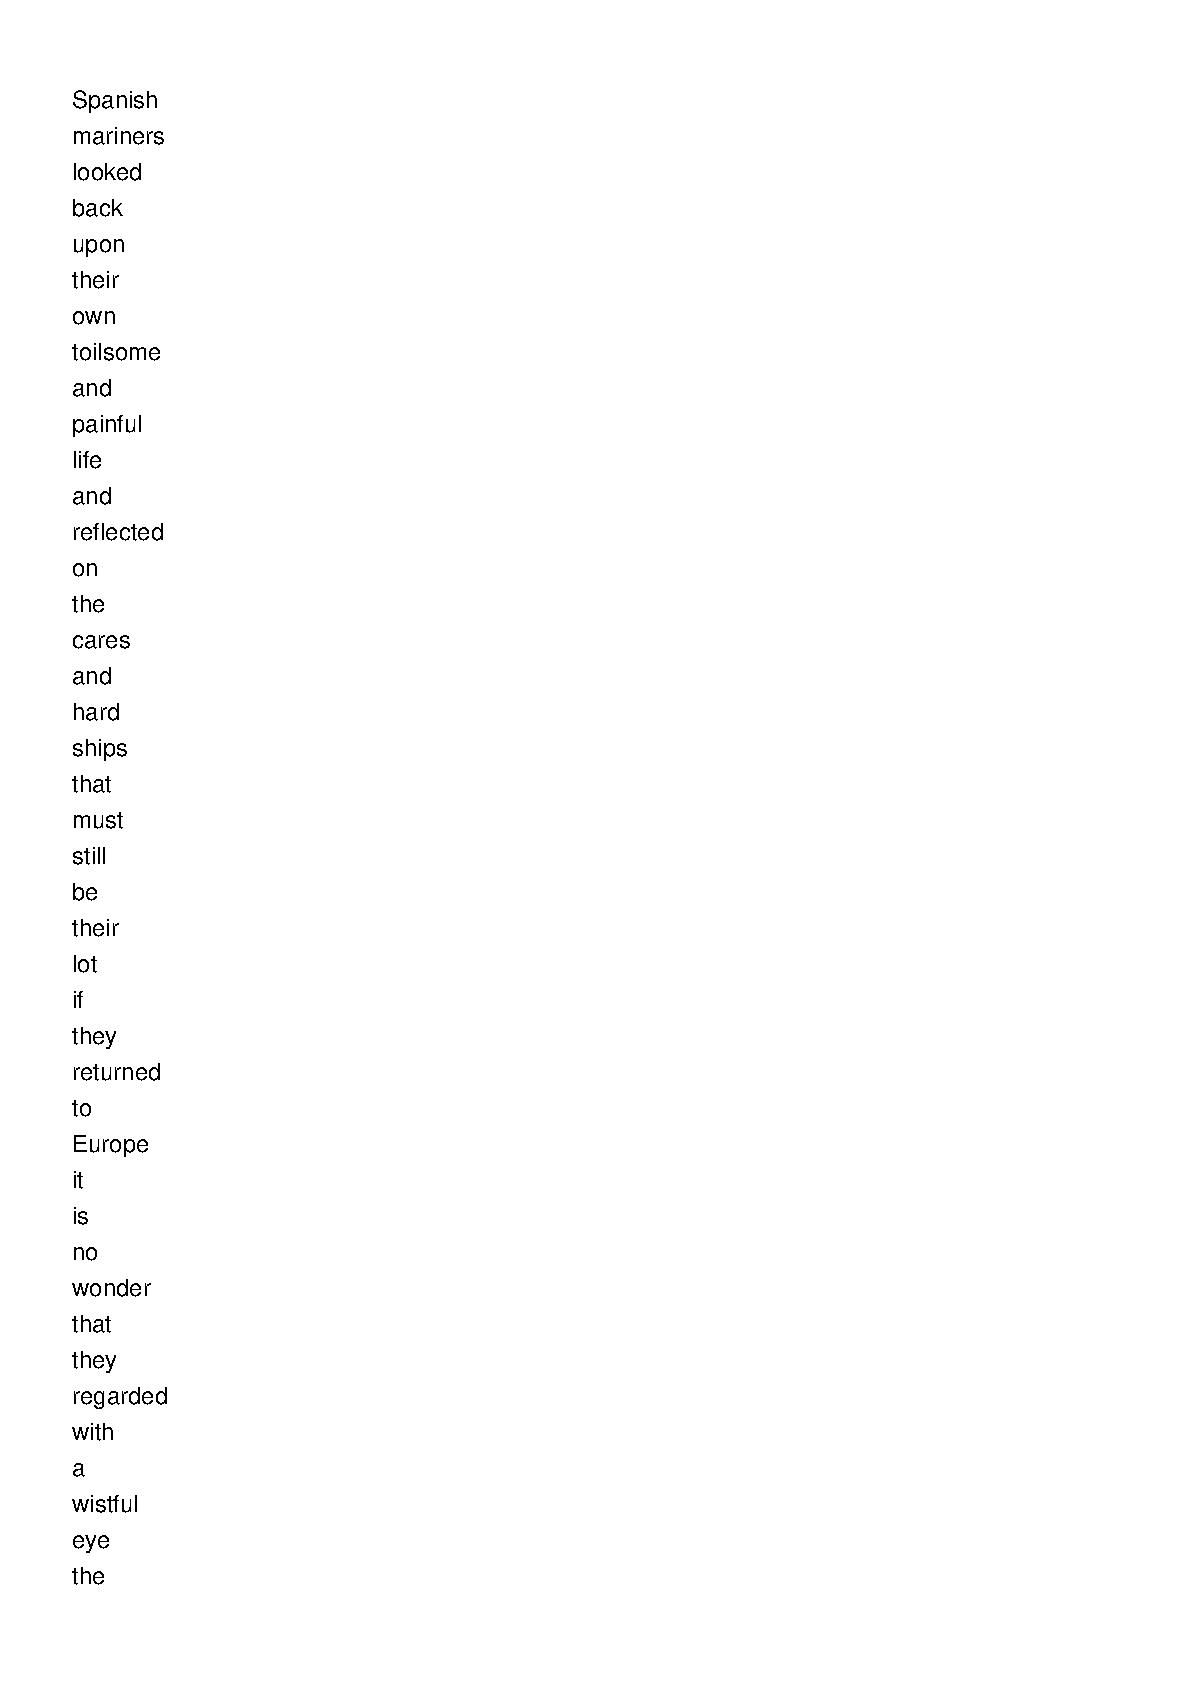 Spanish
mariners
looked
back
upon
their
own
toilsome
and
painful
life
and
reflected
on
the
cares
and
hard
ships
that
must
still
be
their
lot
if
they
returned
to
Europe
it
is
no
wonder
that
they
regarded
with
a
wistful
eye
the